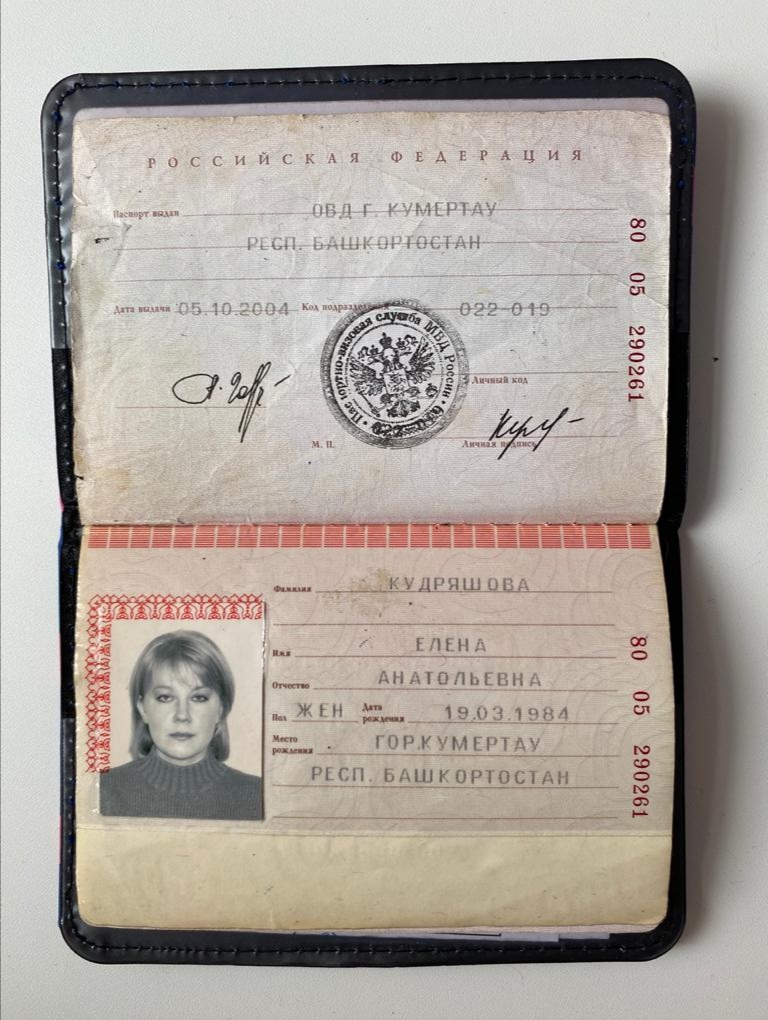 РОССИЙСКАЯ ФЕДЕРАЦИЯ
Паспорт выдан ОВД Г. КУМЕРТАУ
РЕСП. БАШКОРТОСТАН
Дата выдачи 05.10.2004 Код подразделения 022-019
Паспортно-визовая служба МВД России
022-019
Личный код
М. П.
Личная подпись
80 05 290261
Фамилия КУДРЯШОВА
Имя ЕЛЕНА
Отчество АНАТОЛЬЕВНА
Пол ЖЕН Дата рождения 19.03.1984
Место рождения ГОР.КУМЕРТАУ
РЕСП. БАШКОРТОСТАН
80 05 290261